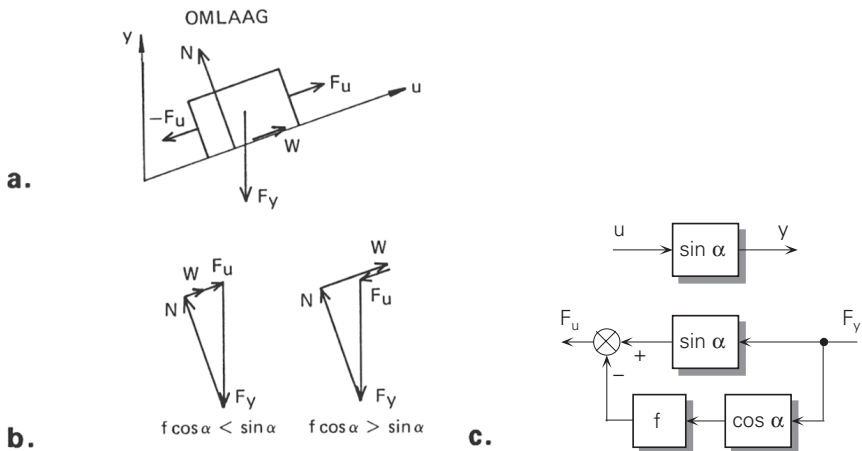 OMLAAG
y
N
Fu
u
−Fu
W
Fy
a.
W Fu
N
Fy
f cos α < sin α
W
N
Fu
Fy
f cos α > sin α
b.
u
sin α
y
Fu
+
sin α
Fy
−
f
cos α
c.